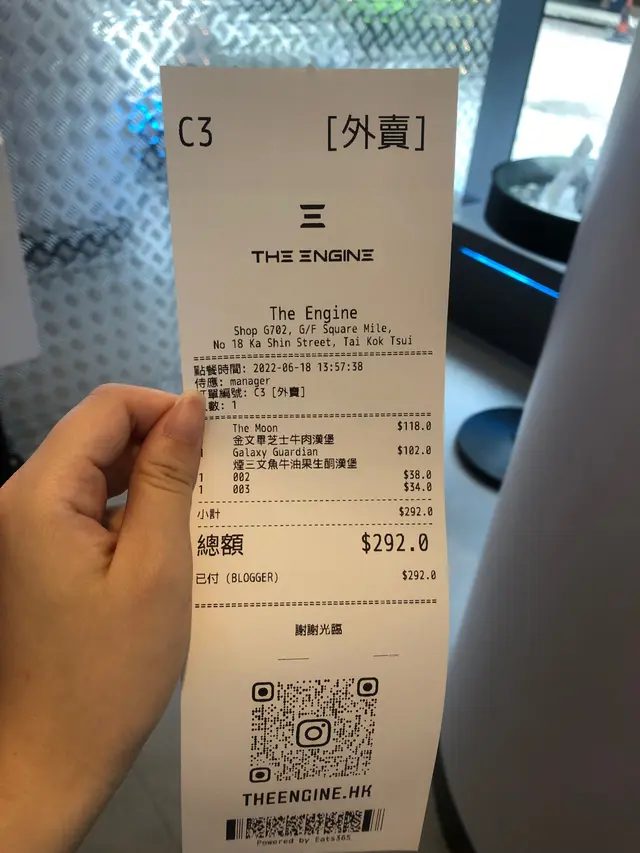 C3 [外賣]
THE ENGINE
The Engine
Shop G702, G/F Square Mile,
No 18 Ka Shin Street, Tai Kok Tsui
點餐時間: 2022-06-18 13:57:38
侍應: manager
訂單編號: C3 [外賣]
數: 1
The Moon $118.0
金文畢芝士牛肉漢堡
Galaxy Guardian $102.0
煙三文魚牛油果生酮漢堡
1 002 $38.0
1 003 $34.0
小計 $292.0
總額 $292.0
已付 (BLOGGER) $292.0
謝謝光臨
THEENGINE.HK
Powered by Eats365